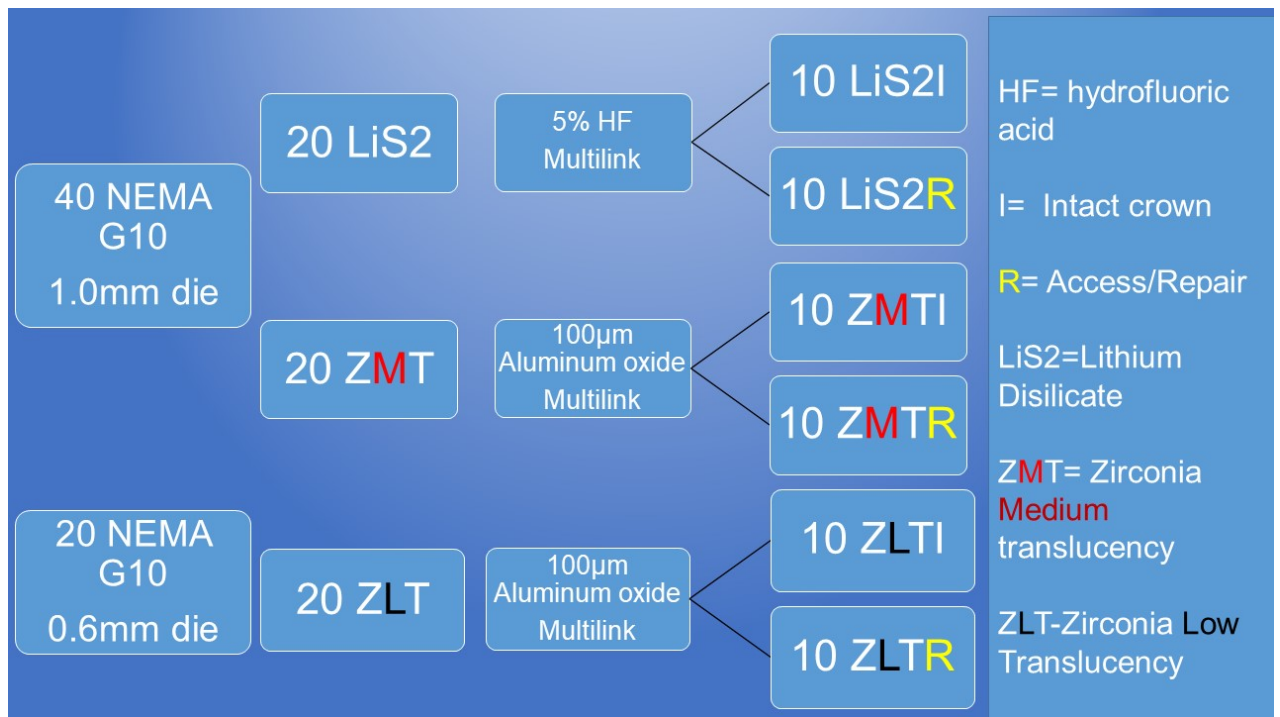 40 NEMA
G10
1.0mm die
20 LiS2
5% HF
Multilink
10 LiS2I
10 LiS2R
20 ZMT
100µm
Aluminum oxide
Multilink
10 ZMTI
10 ZMTR
20 NEMA
G10
0.6mm die
20 ZLT
100µm
Aluminum oxide
Multilink
10 ZLTI
10 ZLTR
HF= hydrofluoric
acid
I= Intact crown
R= Access/Repair
LiS2=Lithium
Disilicate
ZMT= Zirconia
Medium
translucency
ZLT-Zirconia Low
Translucency